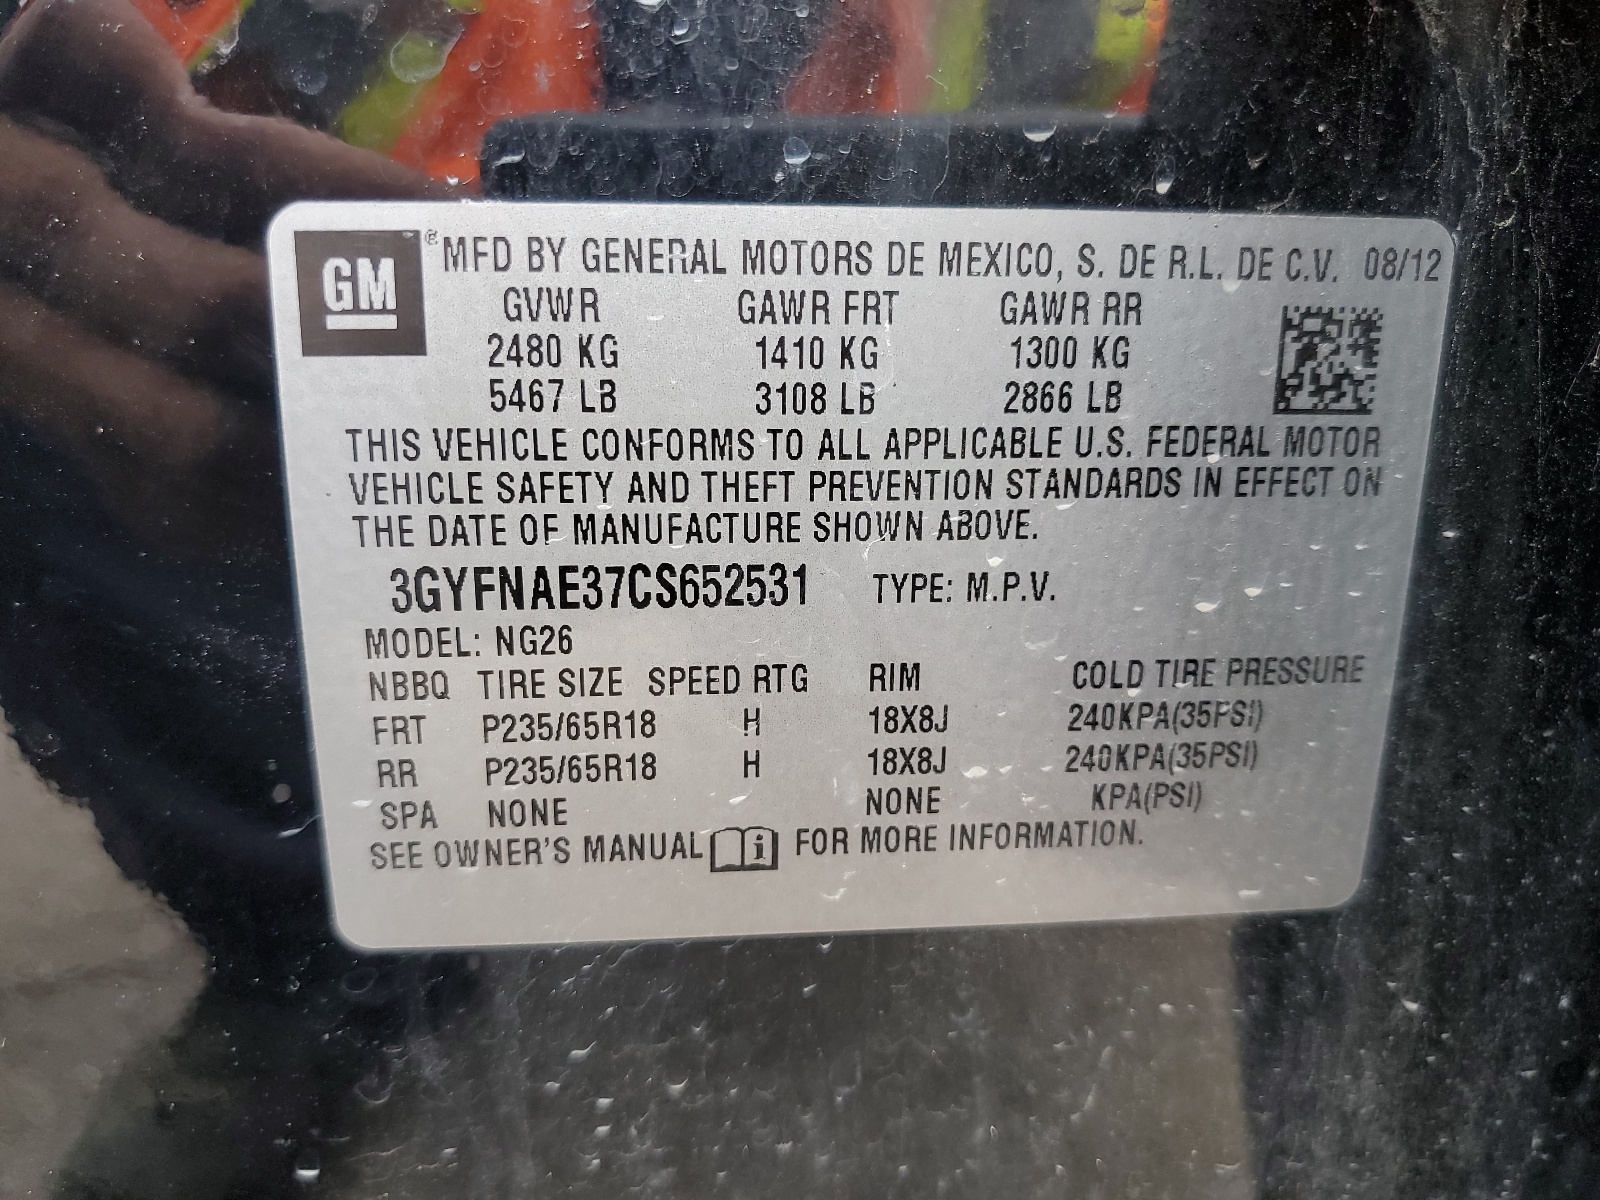 GM ® MFD BY GENERAL MOTORS DE MEXICO, S. DE R.L. DE C.V. 08/12
GVWR GAWR FRT GAWR RR
2480 KG 1410 KG 1300 KG
5467 LB 3108 LB 2866 LB
THIS VEHICLE CONFORMS TO ALL APPLICABLE U.S. FEDERAL MOTOR
VEHICLE SAFETY AND THEFT PREVENTION STANDARDS IN EFFECT ON
THE DATE OF MANUFACTURE SHOWN ABOVE.
3GYFNAE37CS652531 TYPE: M.P.V.
MODEL: NG26
NBBQ TIRE SIZE SPEED RTG RIM COLD TIRE PRESSURE
FRT P235/65R18 H 18X8J 240KPA(35PSI)
RR P235/65R18 H 18X8J 240KPA(35PSI)
SPA NONE NONE KPA(PSI)
SEE OWNER'S MANUAL i FOR MORE INFORMATION.